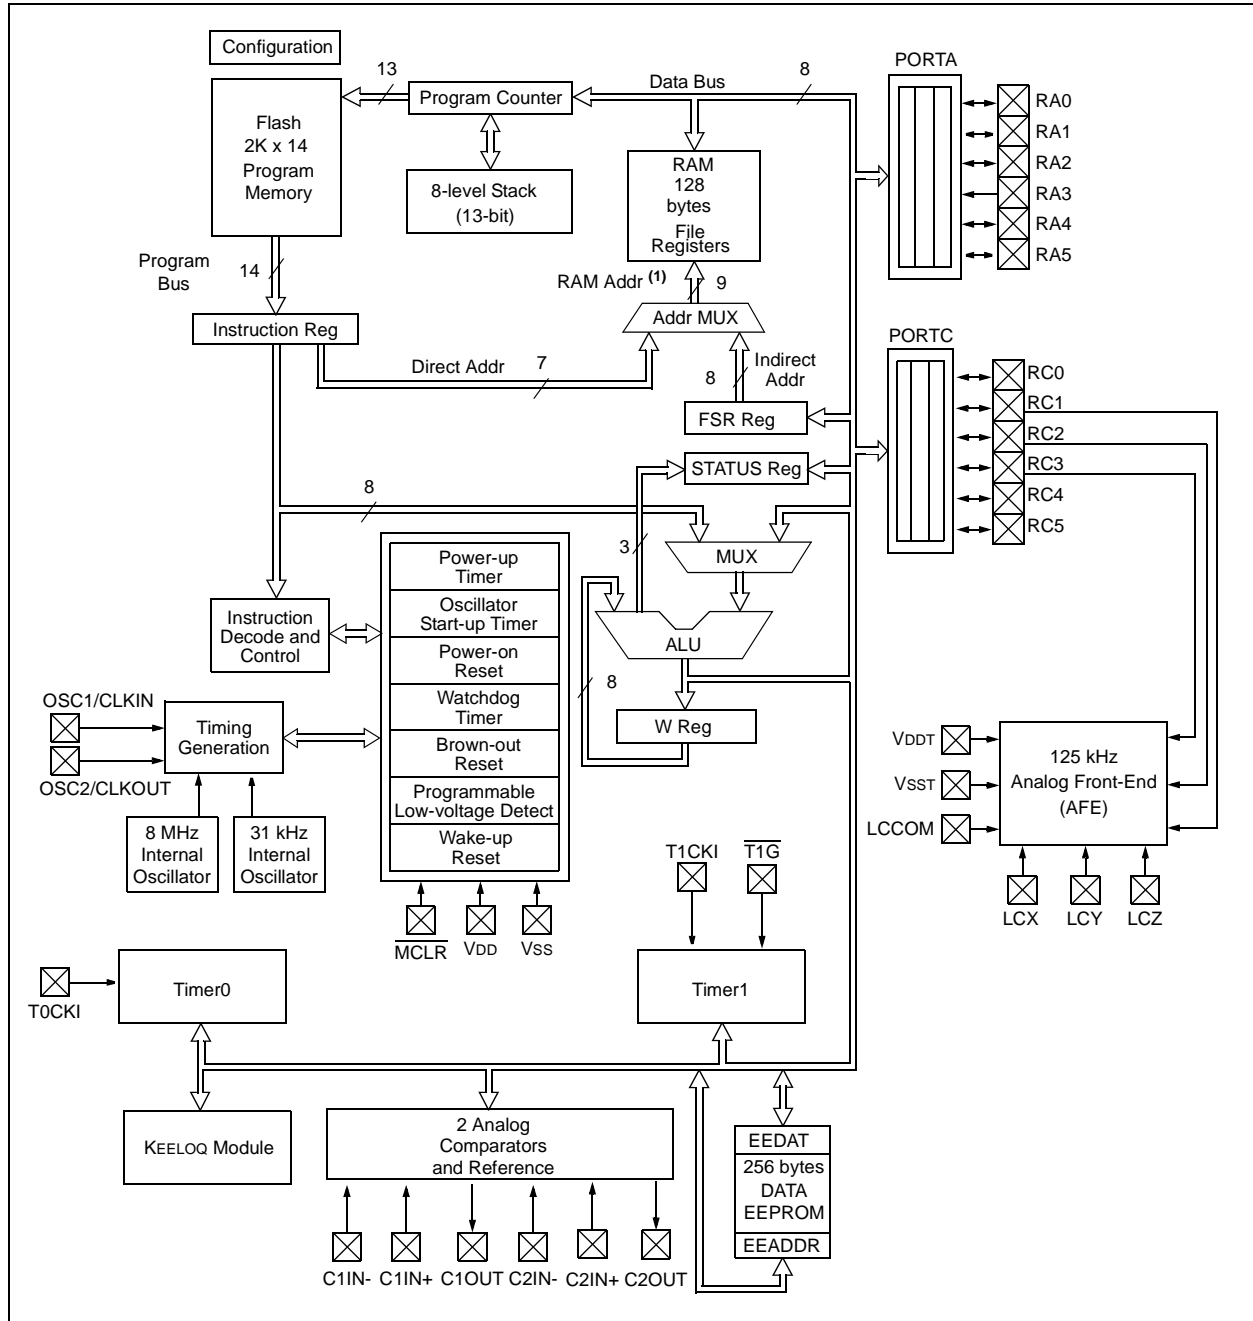 Configuration
13
Program Counter
Data Bus
8
PORTA
Flash
2K x 14
Program
Memory
8-level Stack
(13-bit)
RAM
128
bytes
File
Registers
RA0
RA1
RA2
RA3
RA4
RA5
Program
Bus
14
RAM Addr (1)
9
Addr MUX
Instruction Reg
Direct Addr
7
8
Indirect
Addr
FSR Reg
STATUS Reg
PORTC
RC0
RC1
RC2
RC3
RC4
RC5
8
3
MUX
ALU
8
W Reg
Instruction
Decode and
Control
Power-up
Timer
Oscillator
Start-up Timer
Power-on
Reset
Watchdog
Timer
Brown-out
Reset
Programmable
Low-voltage Detect
Wake-up
Reset
OSC1/CLKIN
OSC2/CLKOUT
Timing
Generation
8 MHz
Internal
Oscillator
31 kHz
Internal
Oscillator
MCLR
VDD
VSS
T1CKI
T1G
VDDT
VSST
LCCOM
125 kHz
Analog Front-End
(AFE)
LCX
LCY
LCZ
T0CKI
Timer0
Timer1
KEELOQ Module
2 Analog
Comparators
and Reference
C1IN-
C1IN+
C1OUT
C2IN-
C2IN+
C2OUT
EEDAT
256 bytes
DATA
EEPROM
EEADDR